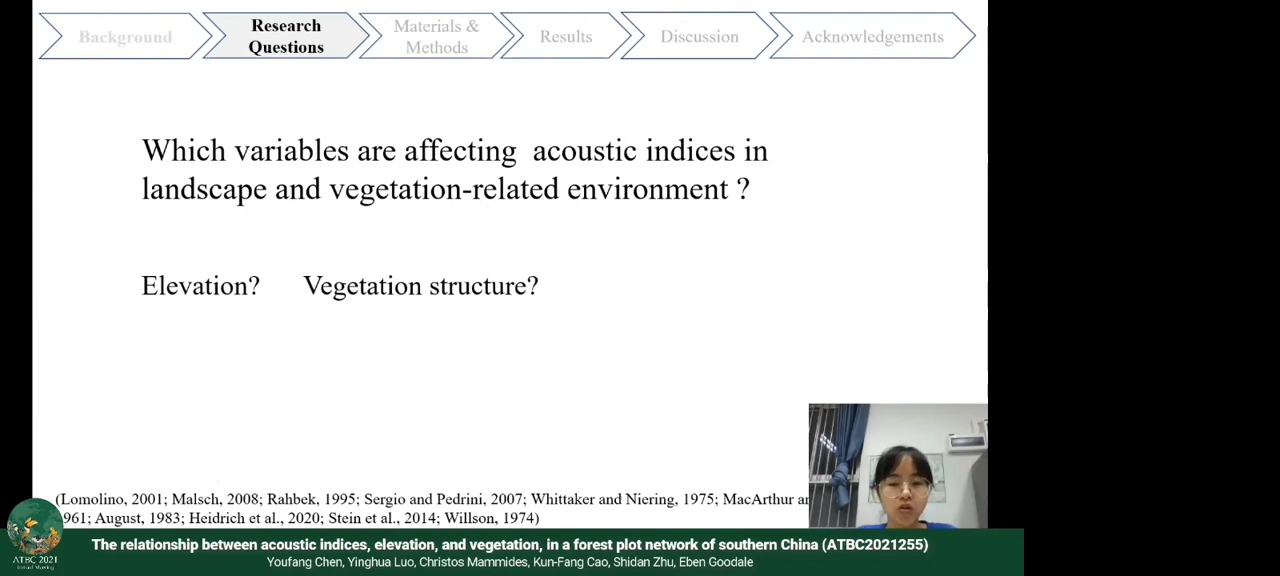 Background
Research
Questions
Materials &
Methods
Results
Discussion
Acknowledgements
Which variables are affecting acoustic indices in
landscape and vegetation-related environment ?
Elevation? Vegetation structure?
(Lomolino, 2001; Malsch, 2008; Rahbek, 1995; Sergio and Pedrini, 2007; Whittaker and Niering, 1975; MacArthur
961; August, 1983; Heidrich et al., 2020; Stein et al., 2014; Willson, 1974)
ATBC 2021
The relationship between acoustic indices, elevation, and vegetation, in a forest plot network of southern China (ATBC2021255)
Youfang Chen, Yinghua Luo, Christos Mammides, Kun-Fang Cao, Shidan Zhu, Eben Goodale